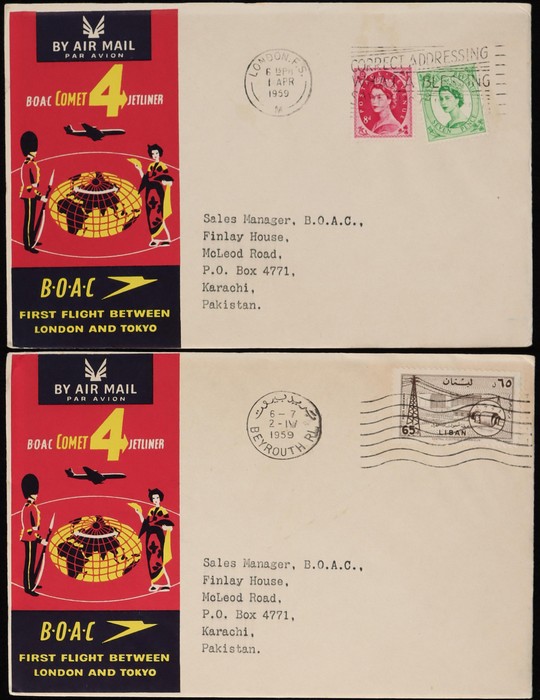 BY AIR MAIL
PAR AVION
BOAC COMET 4 JETLINER
B·O·A·C
FIRST FLIGHT BETWEEN
LONDON AND TOKYO
LONDON. F.S.
6 PM
1 APR
1959
CORRECT ADDRESSING
BLESSING
Sales Manager, B.O.A.C.,
Finlay House,
McLeod Road,
P.O. Box 4771,
Karachi,
Pakistan.
BY AIR MAIL
PAR AVION
BOAC COMET 4 JETLINER
B·O·A·C
FIRST FLIGHT BETWEEN
LONDON AND TOKYO
بريد بيروت
6-7
2-IV
1959
BEYROUTH
لبنان
٦٥
65
LIBAN
Sales Manager, B.O.A.C.,
Finlay House,
McLeod Road,
P.O. Box 4771,
Karachi,
Pakistan.